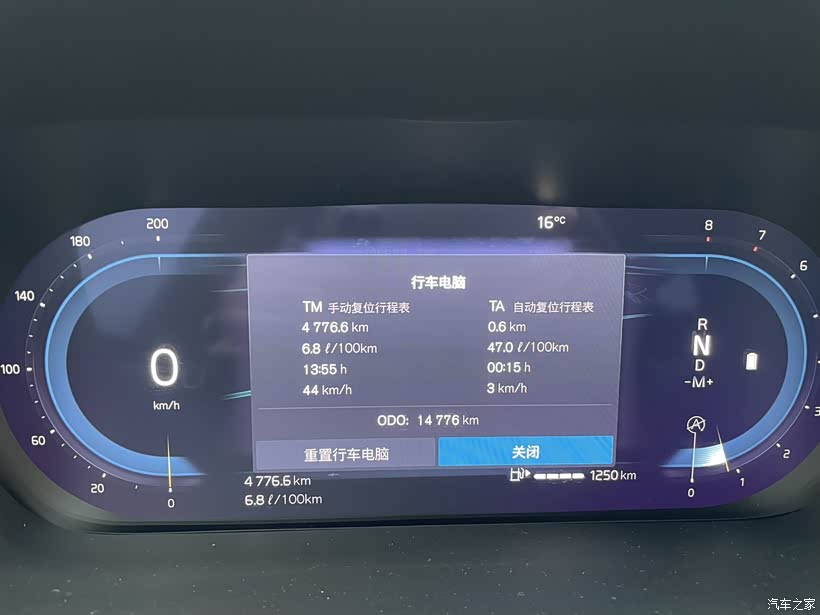 200
180
140
100
60
20
0
0
km/h
16°C
行车电脑
TM 手动复位行程表
4 776.6 km
6.8 ℓ/100km
13:55 h
44 km/h
TA 自动复位行程表
0.6 km
47.0 ℓ/100km
00:15 h
3 km/h
ODO: 14 776 km
重置行车电脑
关闭
4 776.6 km
6.8 ℓ/100km
1250 km
8
7
6
3
2
1
0
R
N
D
-M+
A
汽车之家